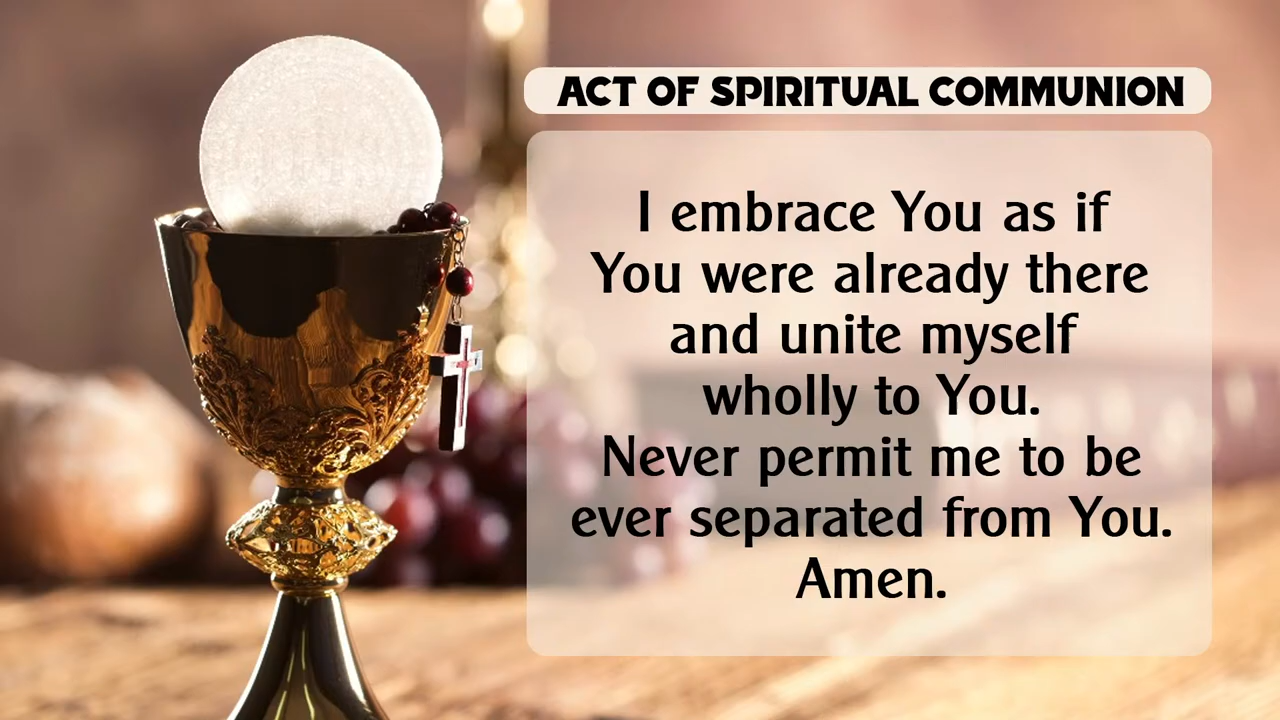 ACT OF SPIRITUAL COMMUNION
I embrace You as if
You were already there
and unite myself
wholly to You.
Never permit me to be
ever separated from You.
Amen.